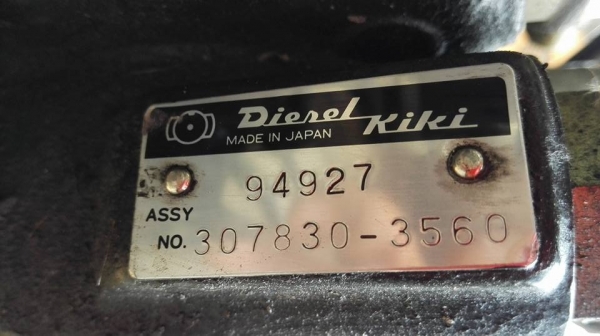 Diesel Kiki
MADE IN JAPAN
94927
ASSY
NO. 307830-3560